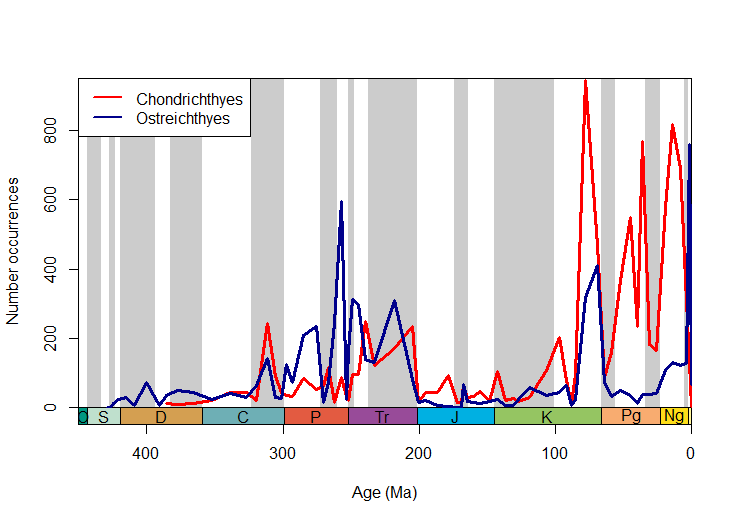 Chondrichthyes
Ostreichthyes
Number occurrences
800
600
400
200
0
O S D C P Tr J K Pg Ng
400 300 200 100 0
Age (Ma)